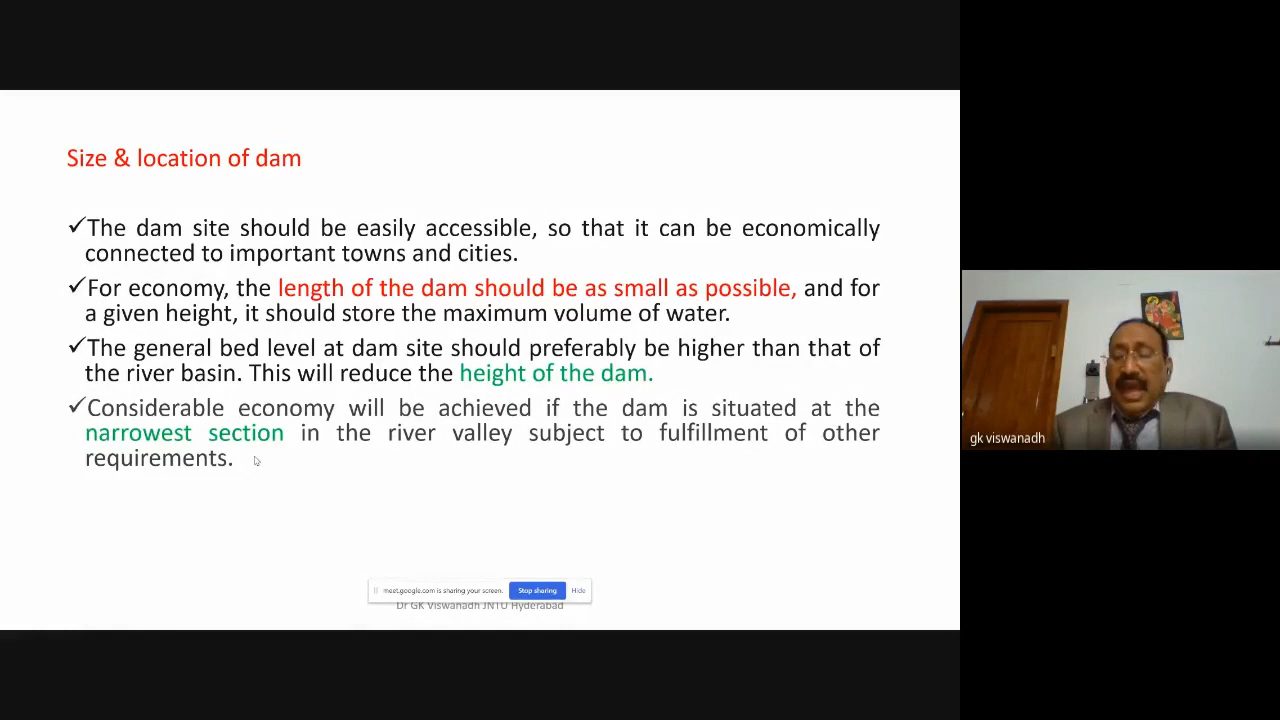 Size & location of dam
✓The dam site should be easily accessible, so that it can be economically
connected to important towns and cities.
✓For economy, the length of the dam should be as small as possible, and for
a given height, it should store the maximum volume of water.
✓The general bed level at dam site should preferably be higher than that of
the river basin. This will reduce the height of the dam.
✓Considerable economy will be achieved if the dam is situated at the
narrowest section in the river valley subject to fulfillment of other
requirements.
gk viswanadh
meet.google.com is sharing your screen. Stop sharing Hide
Dr GK Viswanadh JNTU Hyderabad